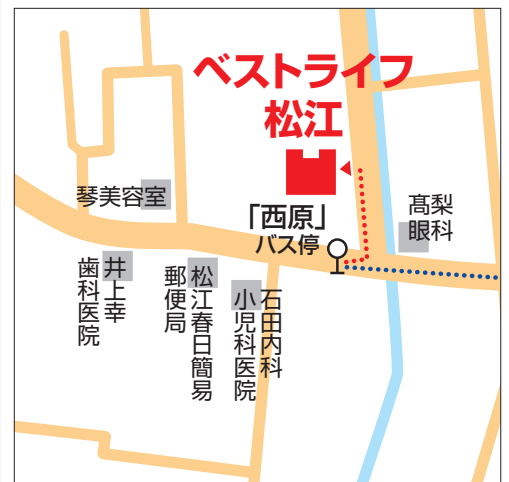 ベストライフ
松江
琴美容室
「西原」
バス停
髙梨
眼科
井上幸
歯科医院
松江春日簡易
郵便局
石田内科
小児科医院